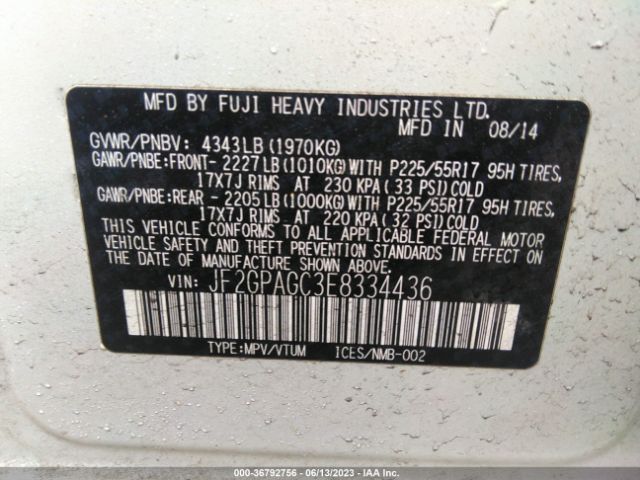 MFD BY FUJI HEAVY INDUSTRIES LTD.
MFD IN 08/14
GVWR/PNBV: 4343LB(1970KG)
GAWR/PNBE:FRONT- 2227LB(1010KG)WITH P225/55R17 95H TIRES,
17X7J RIMS AT 230 KPA(33 PSI)COLD
GAWR/PNBE:REAR - 2205LB(1000KG)WITH P225/55R17 95H TIRES,
17X7J RIMS AT 220 KPA(32 PSI)COLD
THIS VEHICLE CONFORMS TO ALL APPLICABLE FEDERAL MOTOR
VEHICLE SAFETY AND THEFT PREVENTION STANDARDS IN EFFECT
ON THE DATE OF MANUFACTURE SHOWN ABOVE.
VIN: JF2GPAGC3E8334436
TYPE:MPV/VTUM ICES/NMB-002
000-36792756 - 06/13/2023 - IAA Inc.